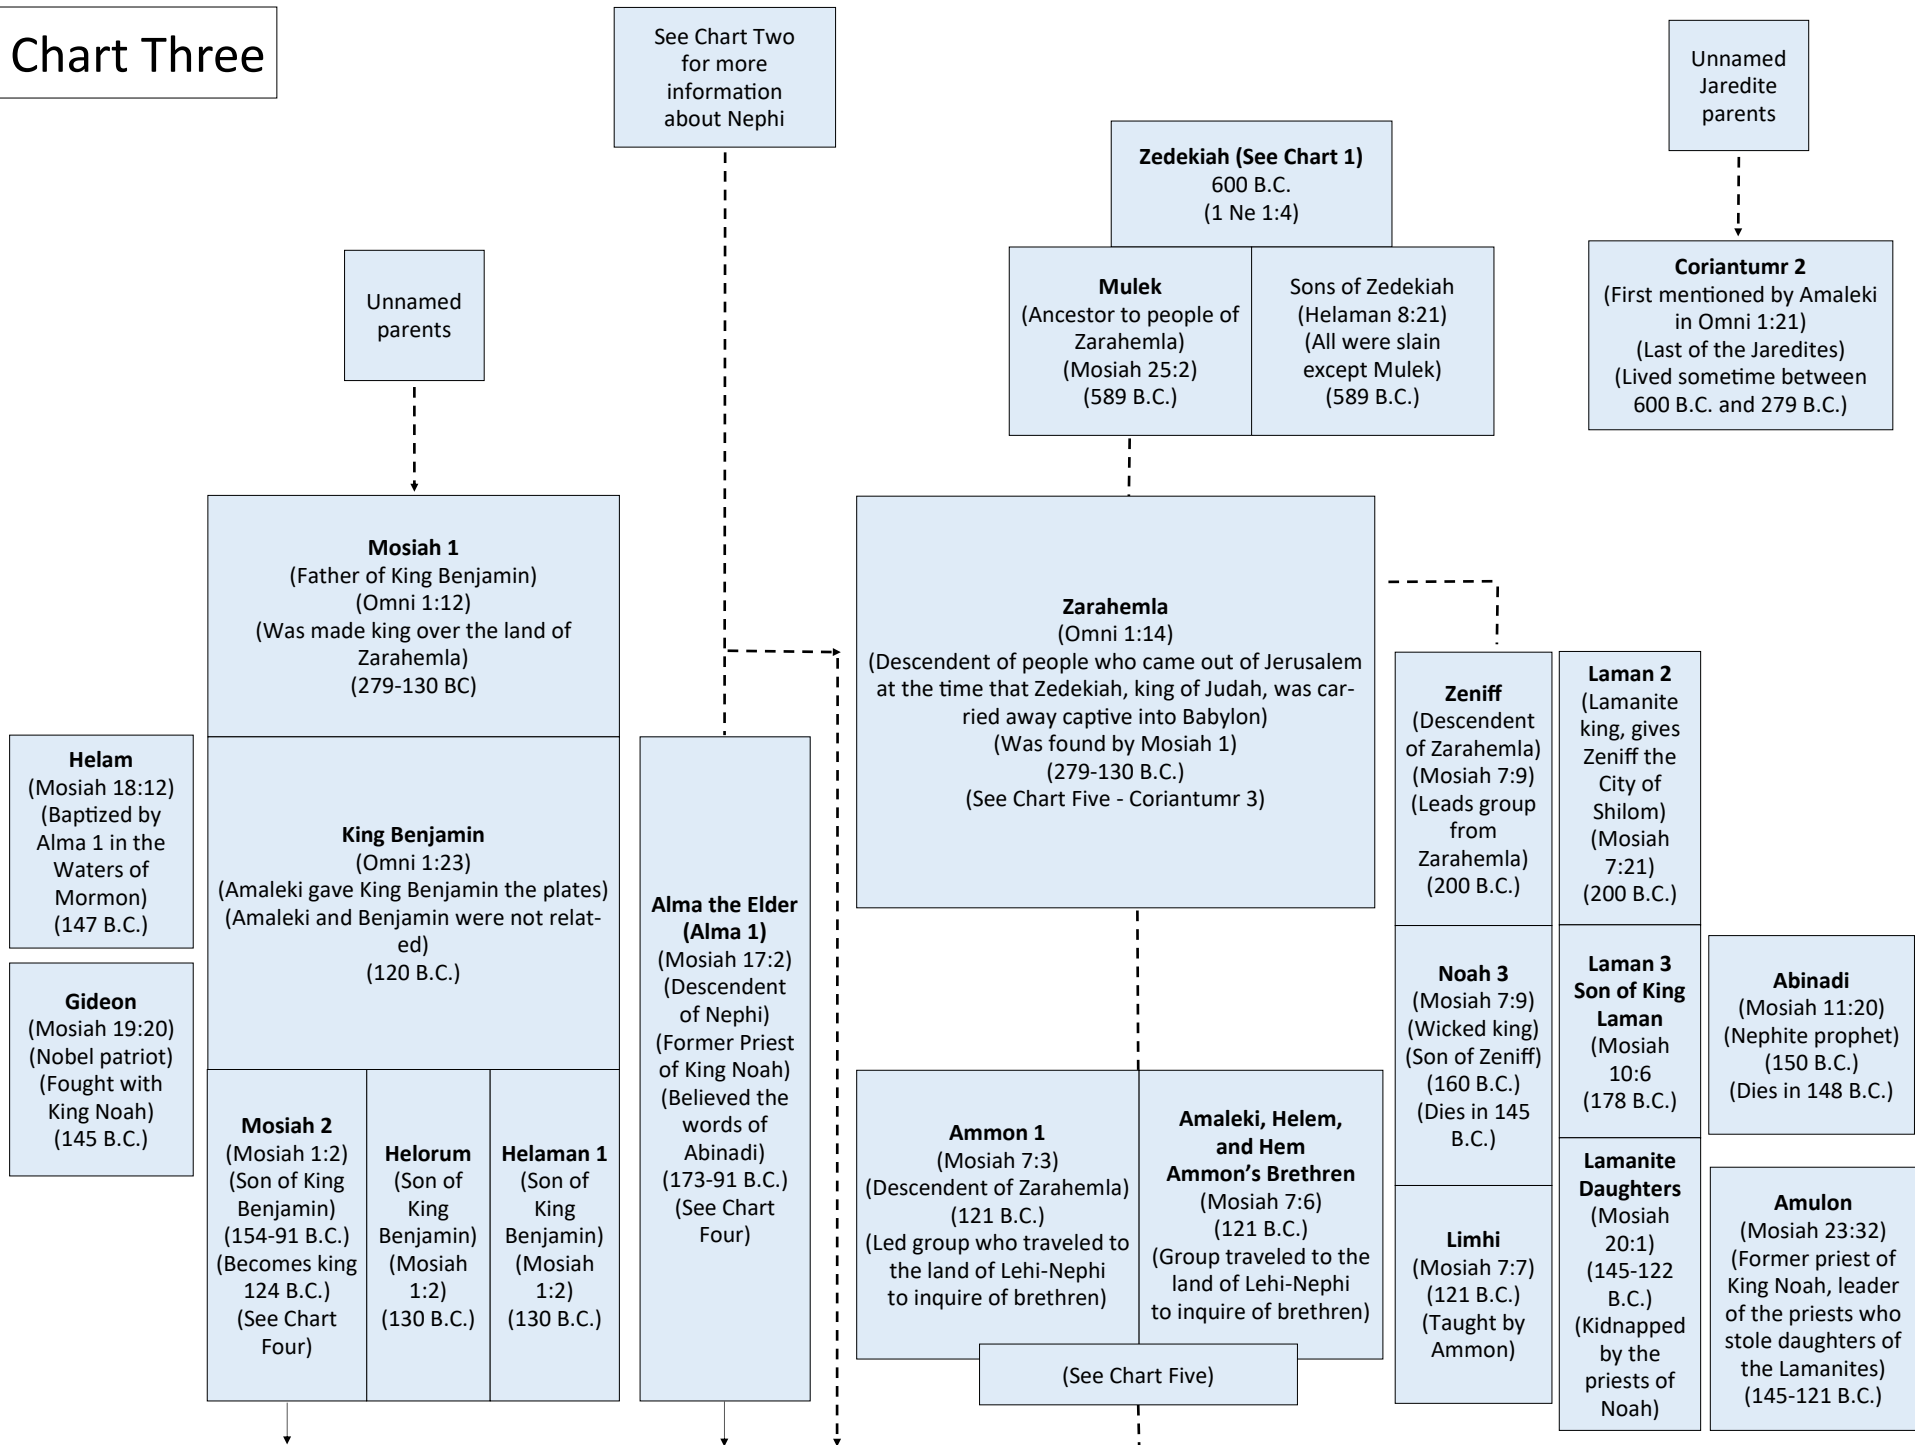 Chart Three
See Chart Two
for more
information
about Nephi
Unnamed
Jaredite
parents
Zedekiah (See Chart 1)
600 B.C.
(1 Ne 1:4)
Unnamed
parents
Mulek
(Ancestor to people of
Zarahemla)
(Mosiah 25:2)
(589 B.C.)
Sons of Zedekiah
(Helaman 8:21)
(All were slain
except Mulek)
(589 B.C.)
Coriantumr 2
(First mentioned by Amaleki
in Omni 1:21)
(Last of the Jaredites)
(Lived sometime between
600 B.C. and 279 B.C.)
Mosiah 1
(Father of King Benjamin)
(Omni 1:12)
(Was made king over the land of
Zarahemla)
(279-130 BC)
Zarahemla
(Omni 1:14)
(Descendent of people who came out of Jerusalem
at the time that Zedekiah, king of Judah, was car-
ried away captive into Babylon)
(Was found by Mosiah 1)
(279-130 B.C.)
(See Chart Five - Coriantumr 3)
Zeniff
(Descendent
of Zarahemla)
(Mosiah 7:9)
(Leads group
from
Zarahemla)
(200 B.C.)
Laman 2
(Lamanite
king, gives
Zeniff the
City of
Shilom)
(Mosiah
7:21)
(200 B.C.)
Helam
(Mosiah 18:12)
(Baptized by
Alma 1 in the
Waters of
Mormon)
(147 B.C.)
King Benjamin
(Omni 1:23)
(Amaleki gave King Benjamin the plates)
(Amaleki and Benjamin were not relat-
ed)
(120 B.C.)
Alma the Elder
(Alma 1)
(Mosiah 17:2)
(Descendent
of Nephi)
(Former Priest
of King Noah)
(Believed the
words of
Abinadi)
(173-91 B.C.)
(See Chart
Four)
Gideon
(Mosiah 19:20)
(Nobel patriot)
(Fought with
King Noah)
(145 B.C.)
Noah 3
(Mosiah 7:9)
(Wicked king)
(Son of Zeniff)
(160 B.C.)
(Dies in 145
B.C.)
Laman 3
Son of King
Laman
(Mosiah
10:6
(178 B.C.)
Abinadi
(Mosiah 11:20)
(Nephite prophet)
(150 B.C.)
(Dies in 148 B.C.)
Mosiah 2
(Mosiah 1:2)
(Son of King
Benjamin)
(154-91 B.C.)
(Becomes king
124 B.C.)
(See Chart
Four)
Helorum
(Son of
King
Benjamin)
(Mosiah
1:2)
(130 B.C.)
Helaman 1
(Son of
King
Benjamin)
(Mosiah
1:2)
(130 B.C.)
Ammon 1
(Mosiah 7:3)
(Descendent of Zarahemla)
(121 B.C.)
(Led group who traveled to
the land of Lehi-Nephi
to inquire of brethren)
Amaleki, Helem,
and Hem
Ammon's Brethren
(Mosiah 7:6)
(121 B.C.)
(Group traveled to the
land of Lehi-Nephi
to inquire of brethren)
(See Chart Five)
Limhi
(Mosiah 7:7)
(121 B.C.)
(Taught by
Ammon)
Lamanite
Daughters
(Mosiah
20:1)
(145-122
B.C.)
(Kidnapped
by the
priests of
Noah)
Amulon
(Mosiah 23:32)
(Former priest of
King Noah, leader
of the priests who
stole daughters of
the Lamanites)
(145-121 B.C.)